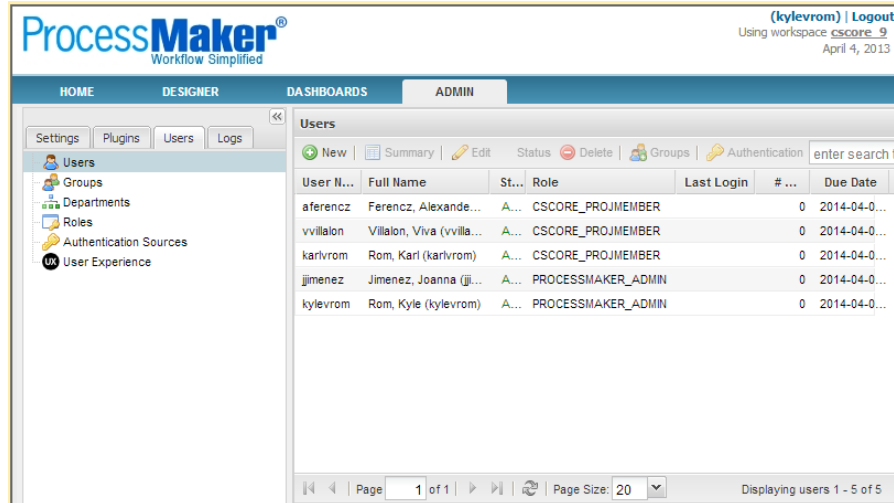 ProcessMaker®
Workflow Simplified
(kylevrom) | Logout
Using workspace cscore_9
April 4, 2013
HOME DESIGNER DASHBOARDS ADMIN
Settings Plugins Users Logs
Users
Groups
Departments
Roles
Authentication Sources
UX User Experience
Users
New | Summary | Edit Status Delete | Groups | Authentication enter search t
User N... Full Name St... Role Last Login # ... Due Date
aferencz Ferencz, Alexande... A... CSCORE_PROJMEMBER 0 2014-04-0...
vvillalon Villalon, Viva (vvilla... A... CSCORE_PROJMEMBER 0 2014-04-0...
karlvrom Rom, Karl (karlvrom) A... CSCORE_PROJMEMBER 0 2014-04-0...
jjimenez Jimenez, Joanna (jji... A... PROCESSMAKER_ADMIN 0 2014-04-0...
kylevrom Rom, Kyle (kylevrom) A... PROCESSMAKER_ADMIN 0 2014-04-0...
Page 1 of 1 | Page Size: 20 Displaying users 1 - 5 of 5